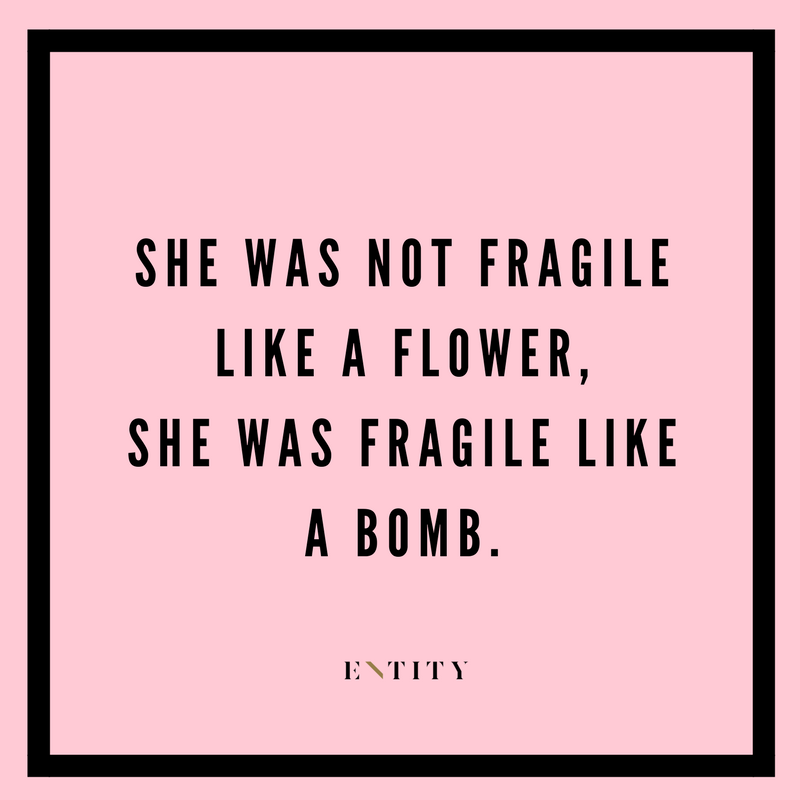 SHE WAS NOT FRAGILE
LIKE A FLOWER,
SHE WAS FRAGILE LIKE
A BOMB.
ENTITY